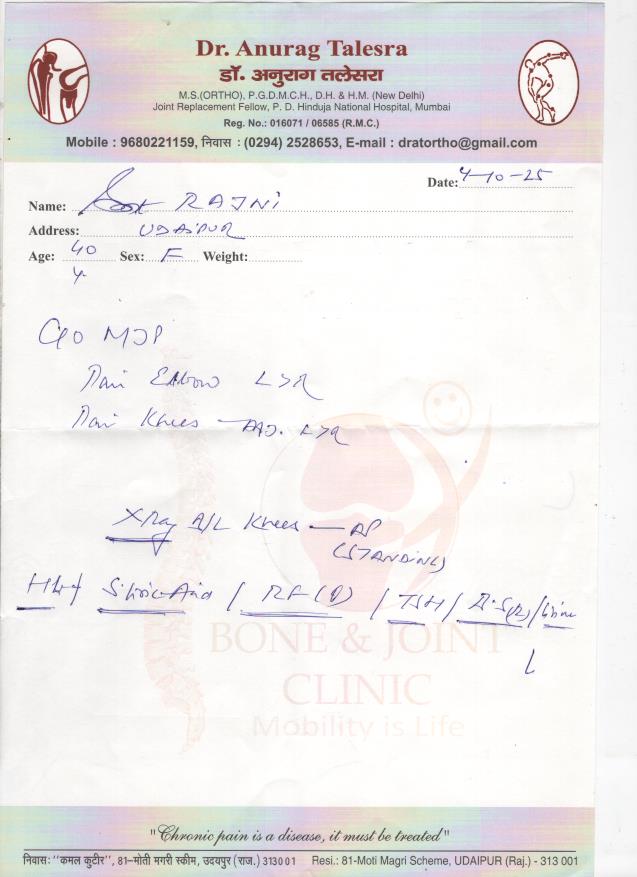 Dr. Anurag Talesra
डॉ. अनुराग तलेसरा
M.S.(ORTHO), P.G.D.M.C.H., D.H. & H.M. (New Delhi)
Joint Replacement Fellow, P. D. Hinduja National Hospital, Mumbai
Reg. No.: 016071 / 06585 (R.M.C.)
Mobile : 9680221159, निवास : (0294) 2528653, E-mail : dratortho@gmail.com
Date: 4-10-25
Name: RAJNI
Address: UDAIPUR
Age: 40 Sex: F Weight:
y
C/O MJP
Pain Elbow L>R
Pain Knees L>R
XRay B/L Knees — AP
(STANDING)
S. Uric Acid / RF (Q) / TSH / / Urine
BONE & JOINT
CLINIC
Mobility is Life
"Chronic pain is a disease, it must be treated"
निवास: "कमल कुटीर", 81-मोती मगरी स्कीम, उदयपुर (राज.) 313001 Resi.: 81-Moti Magri Scheme, UDAIPUR (Raj.) - 313 001